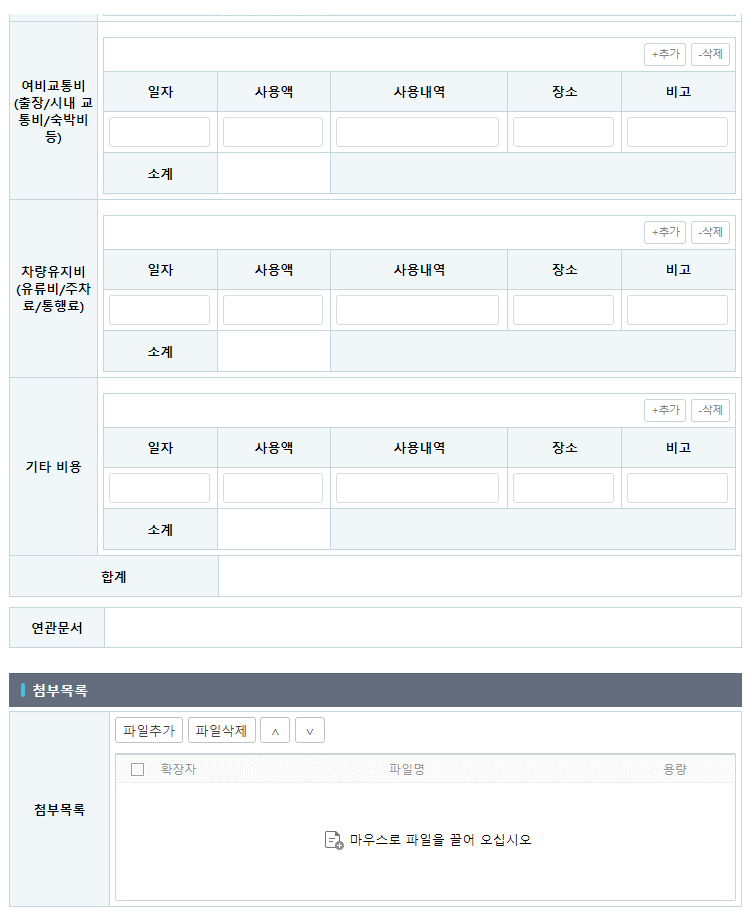 +추가 -삭제
여비교통비
(출장/시내 교
통비/숙박비
등)
일자 사용액 사용내역 장소 비고
소계
+추가 -삭제
차량유지비
(유류비/주차
료/통행료)
일자 사용액 사용내역 장소 비고
소계
+추가 -삭제
기타 비용
일자 사용액 사용내역 장소 비고
소계
합계
연관문서
첨부목록
첨부목록
파일추가 파일삭제 ∧ ∨
확장자 파일명 용량
마우스로 파일을 끌어 오십시오